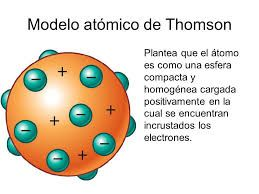 Modelo atómico de Thomson
Plantea que el átomo
es como una esfera
compacta y
homogénea cargada
positivamente en la
cual se encuentran
incrustados los
electrones.
+
+
+
+
−
−
−
−
−
−
−